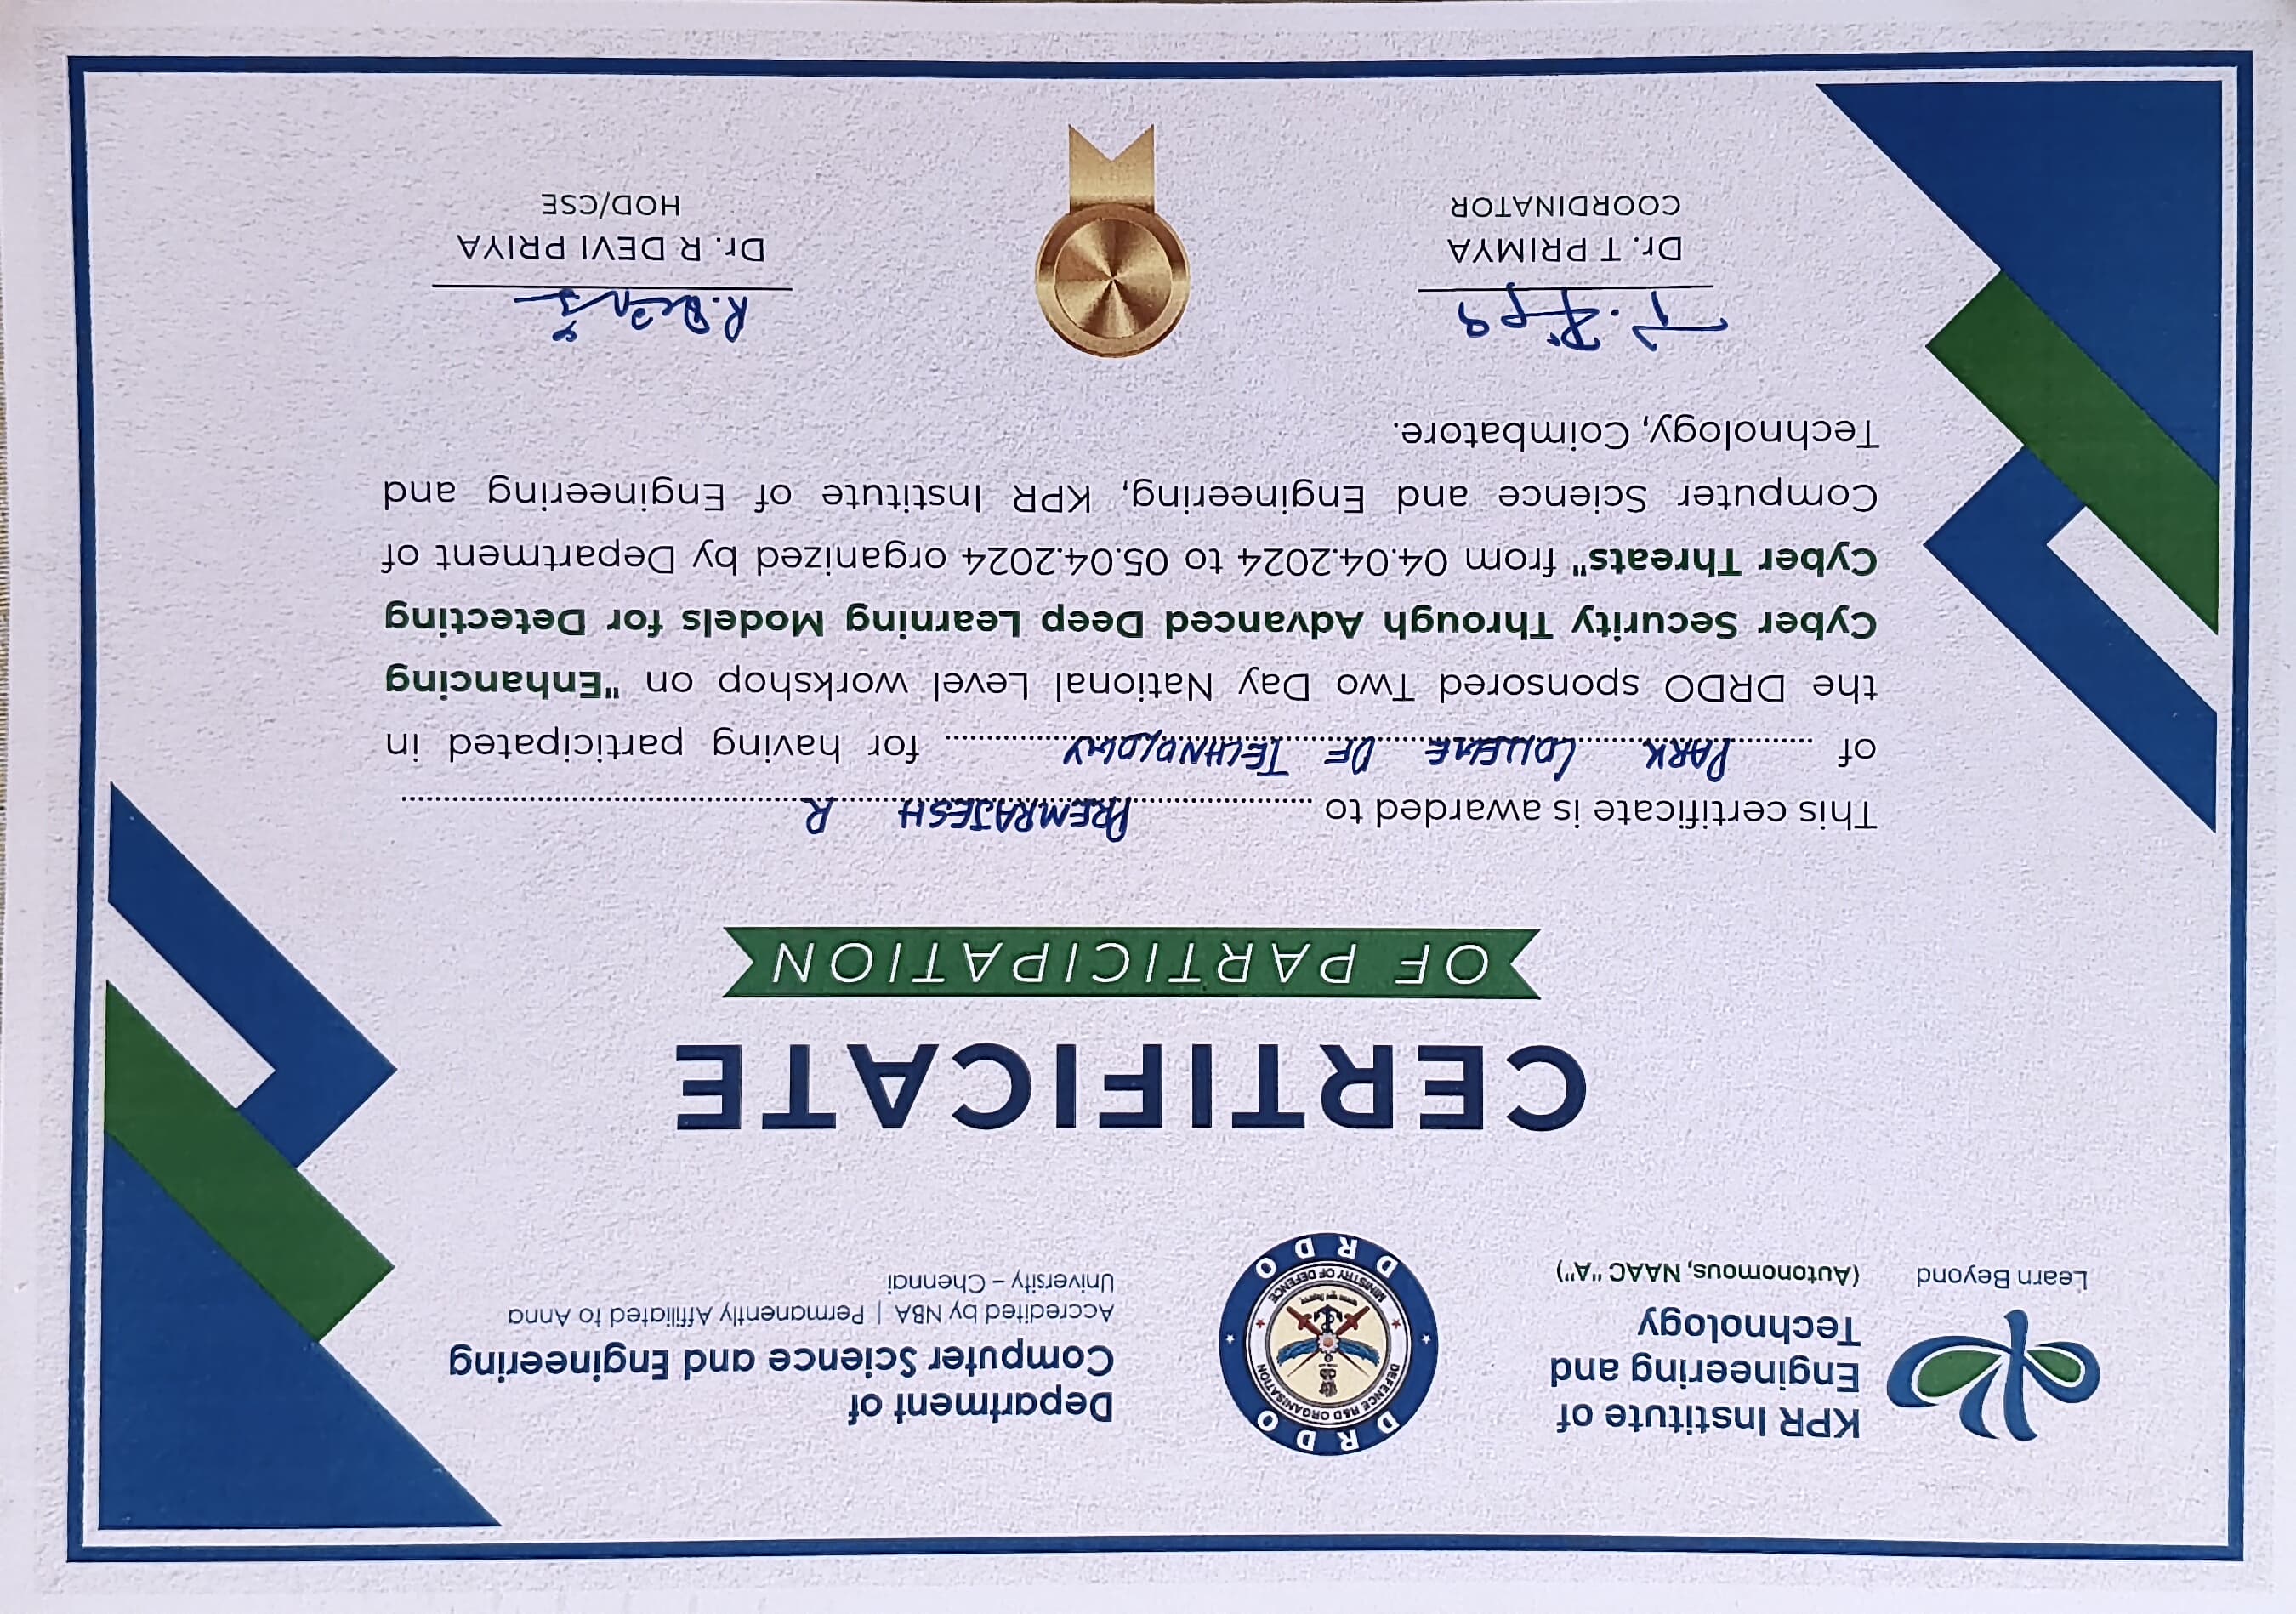 KPR Institute of
Engineering and
Technology
(Autonomous, NAAC "A")
Learn Beyond
DRDO
DEFENCE R&D ORGANISATION
MINISTRY OF DEFENCE
DRDO
Department of
Computer Science and Engineering
Accredited by NBA | Permanently Affiliated to Anna
University – Chennai
CERTIFICATE
OF PARTICIPATION
This certificate is awarded to PREMRAJESH R
of PARK COLLEGE OF TECHNOLOGY for having participated in
the DRDO sponsored Two Day National Level workshop on "Enhancing
Cyber Security Through Advanced Deep Learning Models for Detecting
Cyber Threats" from 04.04.2024 to 05.04.2024 organized by Department of
Computer Science and Engineering, KPR Institute of Engineering and
Technology, Coimbatore.
Dr. T PRIMYA
COORDINATOR
Dr. R DEVI PRIYA
HOD/CSE